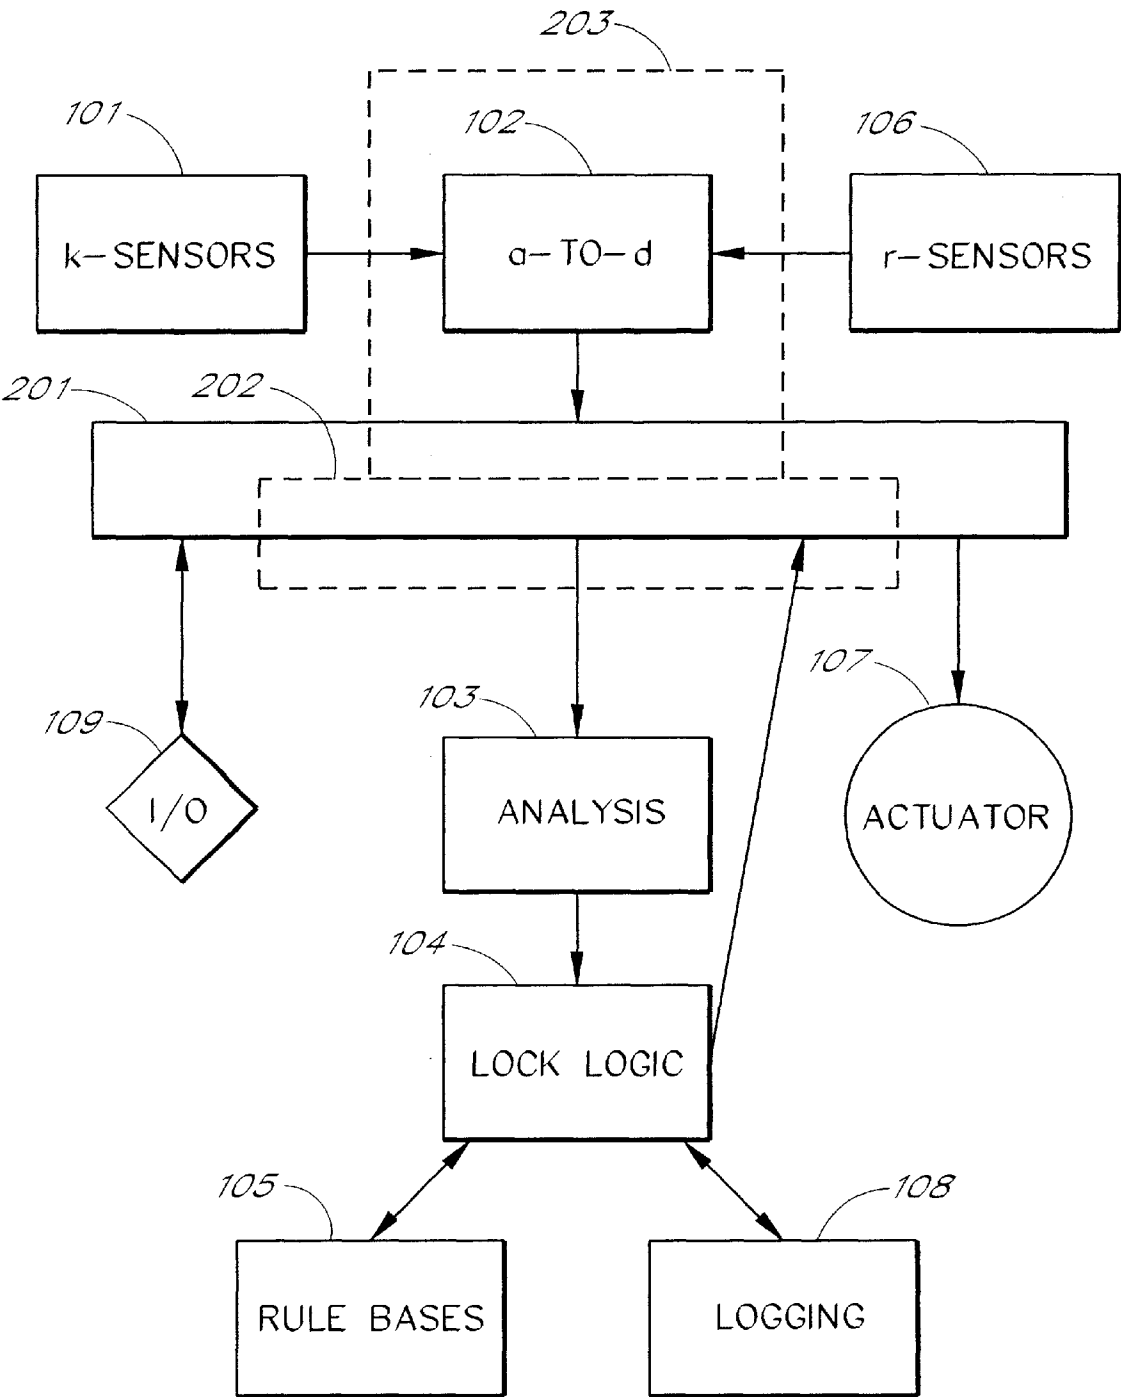 203
101
102
106
k-SENSORS
a-TO-d
r-SENSORS
201
202
107
103
109
I/O
ANALYSIS
ACTUATOR
104
LOCK LOGIC
105
108
RULE BASES
LOGGING